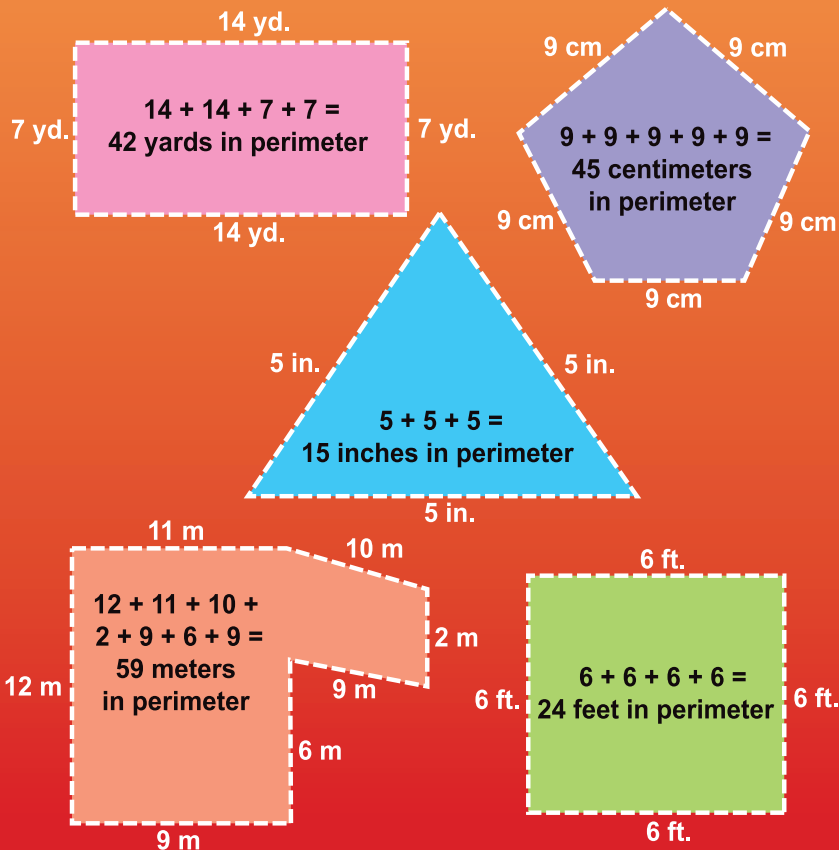 14 yd.
7 yd.
14 + 14 + 7 + 7 =
42 yards in perimeter
7 yd.
14 yd.
9 cm
9 cm
9 + 9 + 9 + 9 + 9 =
45 centimeters
in perimeter
9 cm
9 cm
9 cm
5 in.
5 in.
5 + 5 + 5 =
15 inches in perimeter
5 in.
11 m
10 m
12 + 11 + 10 +
2 + 9 + 6 + 9 =
59 meters
in perimeter
12 m
2 m
9 m
6 m
9 m
6 ft.
6 ft.
6 + 6 + 6 + 6 =
24 feet in perimeter
6 ft.
6 ft.